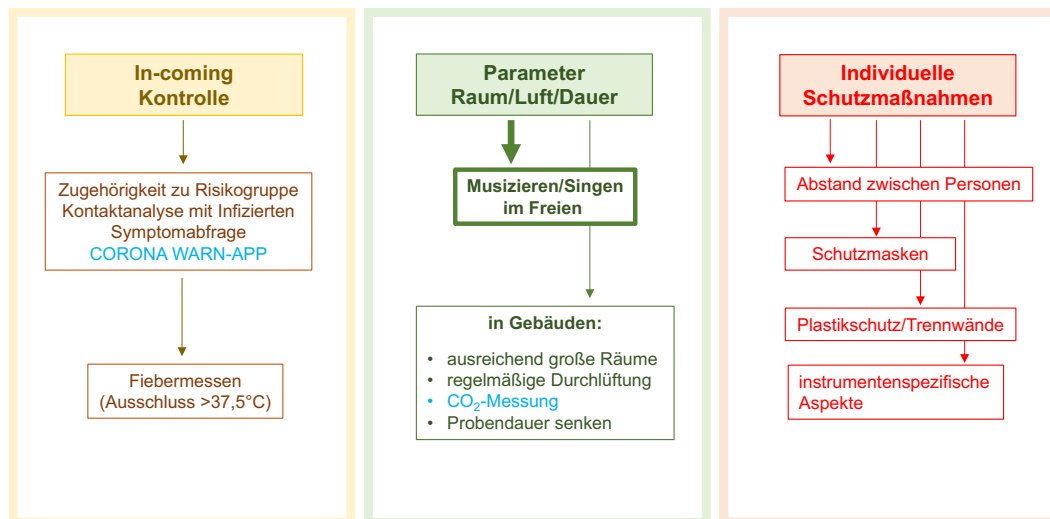 In-coming
Kontrolle
Zugehörigkeit zu Risikogruppe
Kontaktanalyse mit Infizierten
Symptomabfrage
CORONA WARN-APP
Fiebermessen
(Ausschluss >37,5°C)
Parameter
Raum/Luft/Dauer
Musizieren/Singen
im Freien
in Gebäuden:
• ausreichend große Räume
• regelmäßige Durchlüftung
• CO₂-Messung
• Probendauer senken
Individuelle
Schutzmaßnahmen
Abstand zwischen Personen
Schutzmasken
Plastikschutz/Trennwände
instrumentenspezifische
Aspekte